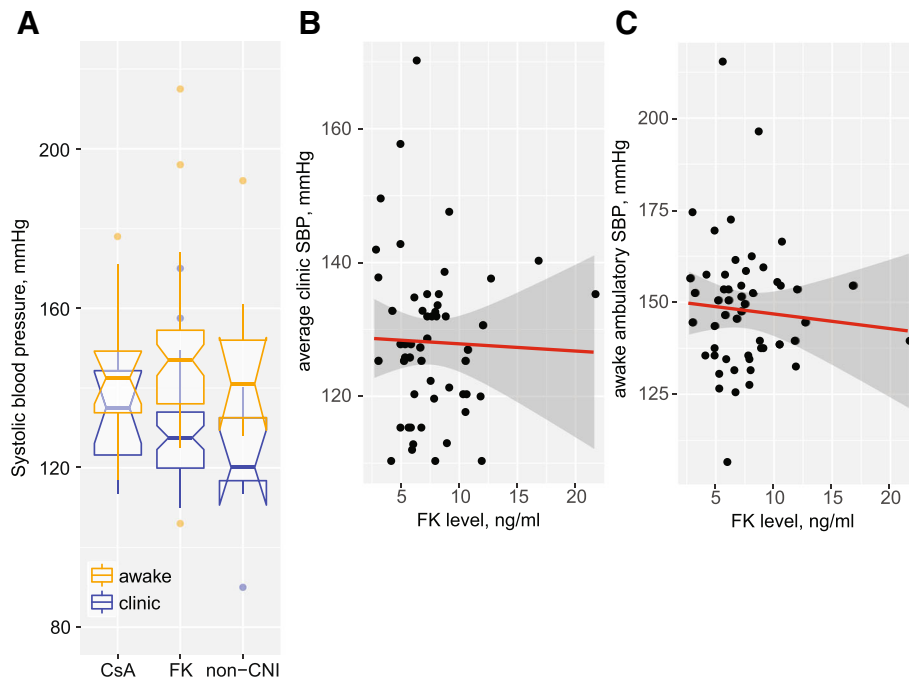 A
Systolic blood pressure, mmHg
200
160
120
80
awake
clinic
CsA
FK
non−CNI
B
average clinic SBP, mmHg
160
140
120
5
10
15
20
FK level, ng/ml
C
awake ambulatory SBP, mmHg
200
175
150
125
5
10
15
20
FK level, ng/ml